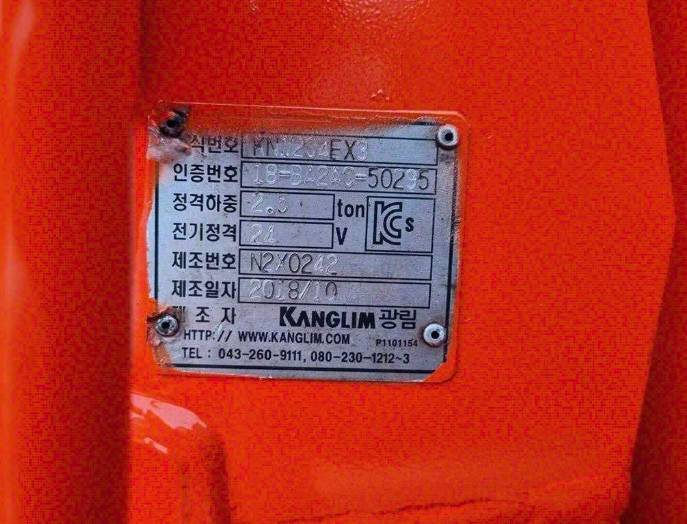 식번호
인증번호 18-BA2AC-50295
정격하중 2.5 ton
전기정격 24 V
제조번호 N2X0242
제조일자 2018/10
제 조 자 KANGLIM 광림
HTTP:// WWW.KANGLIM.COM P1101154
TEL : 043-260-9111, 080-230-1212~3